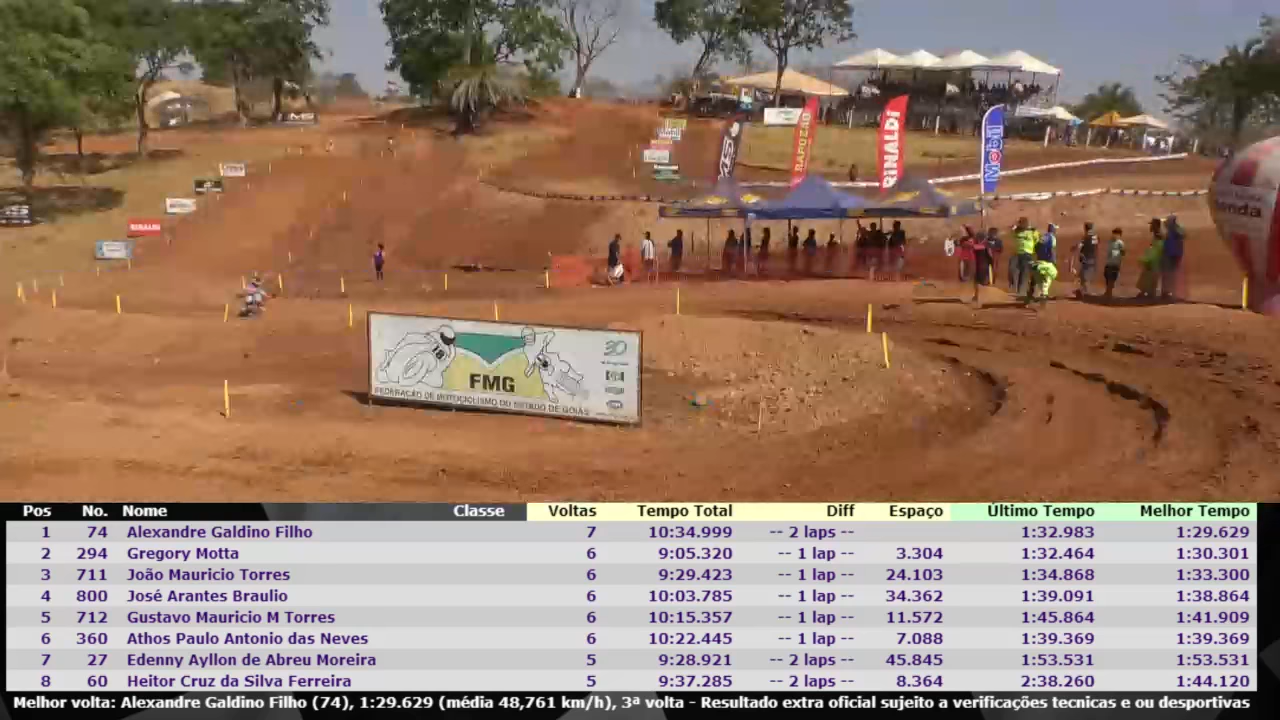 RAPOZÃO
RINALDI
Mobil
Honda
RINALDI
30
FMG
FEDERAÇÃO DE MOTOCICLISMO DO ESTADO DE GOIÁS
Pos No. Nome Classe Voltas Tempo Total Diff Espaço Último Tempo Melhor Tempo
1 74 Alexandre Galdino Filho 7 10:34.999 -- 2 laps -- 1:32.983 1:29.629
2 294 Gregory Motta 6 9:05.320 -- 1 lap -- 3.304 1:32.464 1:30.301
3 711 João Mauricio Torres 6 9:29.423 -- 1 lap -- 24.103 1:34.868 1:33.300
4 800 José Arantes Braulio 6 10:03.785 -- 1 lap -- 34.362 1:39.091 1:38.864
5 712 Gustavo Mauricio M Torres 6 10:15.357 -- 1 lap -- 11.572 1:45.864 1:41.909
6 360 Athos Paulo Antonio das Neves 6 10:22.445 -- 1 lap -- 7.088 1:39.369 1:39.369
7 27 Edenny Ayllon de Abreu Moreira 5 9:28.921 -- 2 laps -- 45.845 1:53.531 1:53.531
8 60 Heitor Cruz da Silva Ferreira 5 9:37.285 -- 2 laps -- 8.364 2:38.260 1:44.120
Melhor volta: Alexandre Galdino Filho (74), 1:29.629 (média 48,761 km/h), 3ª volta - Resultado extra oficial sujeito a verificações tecnicas e ou desportivas